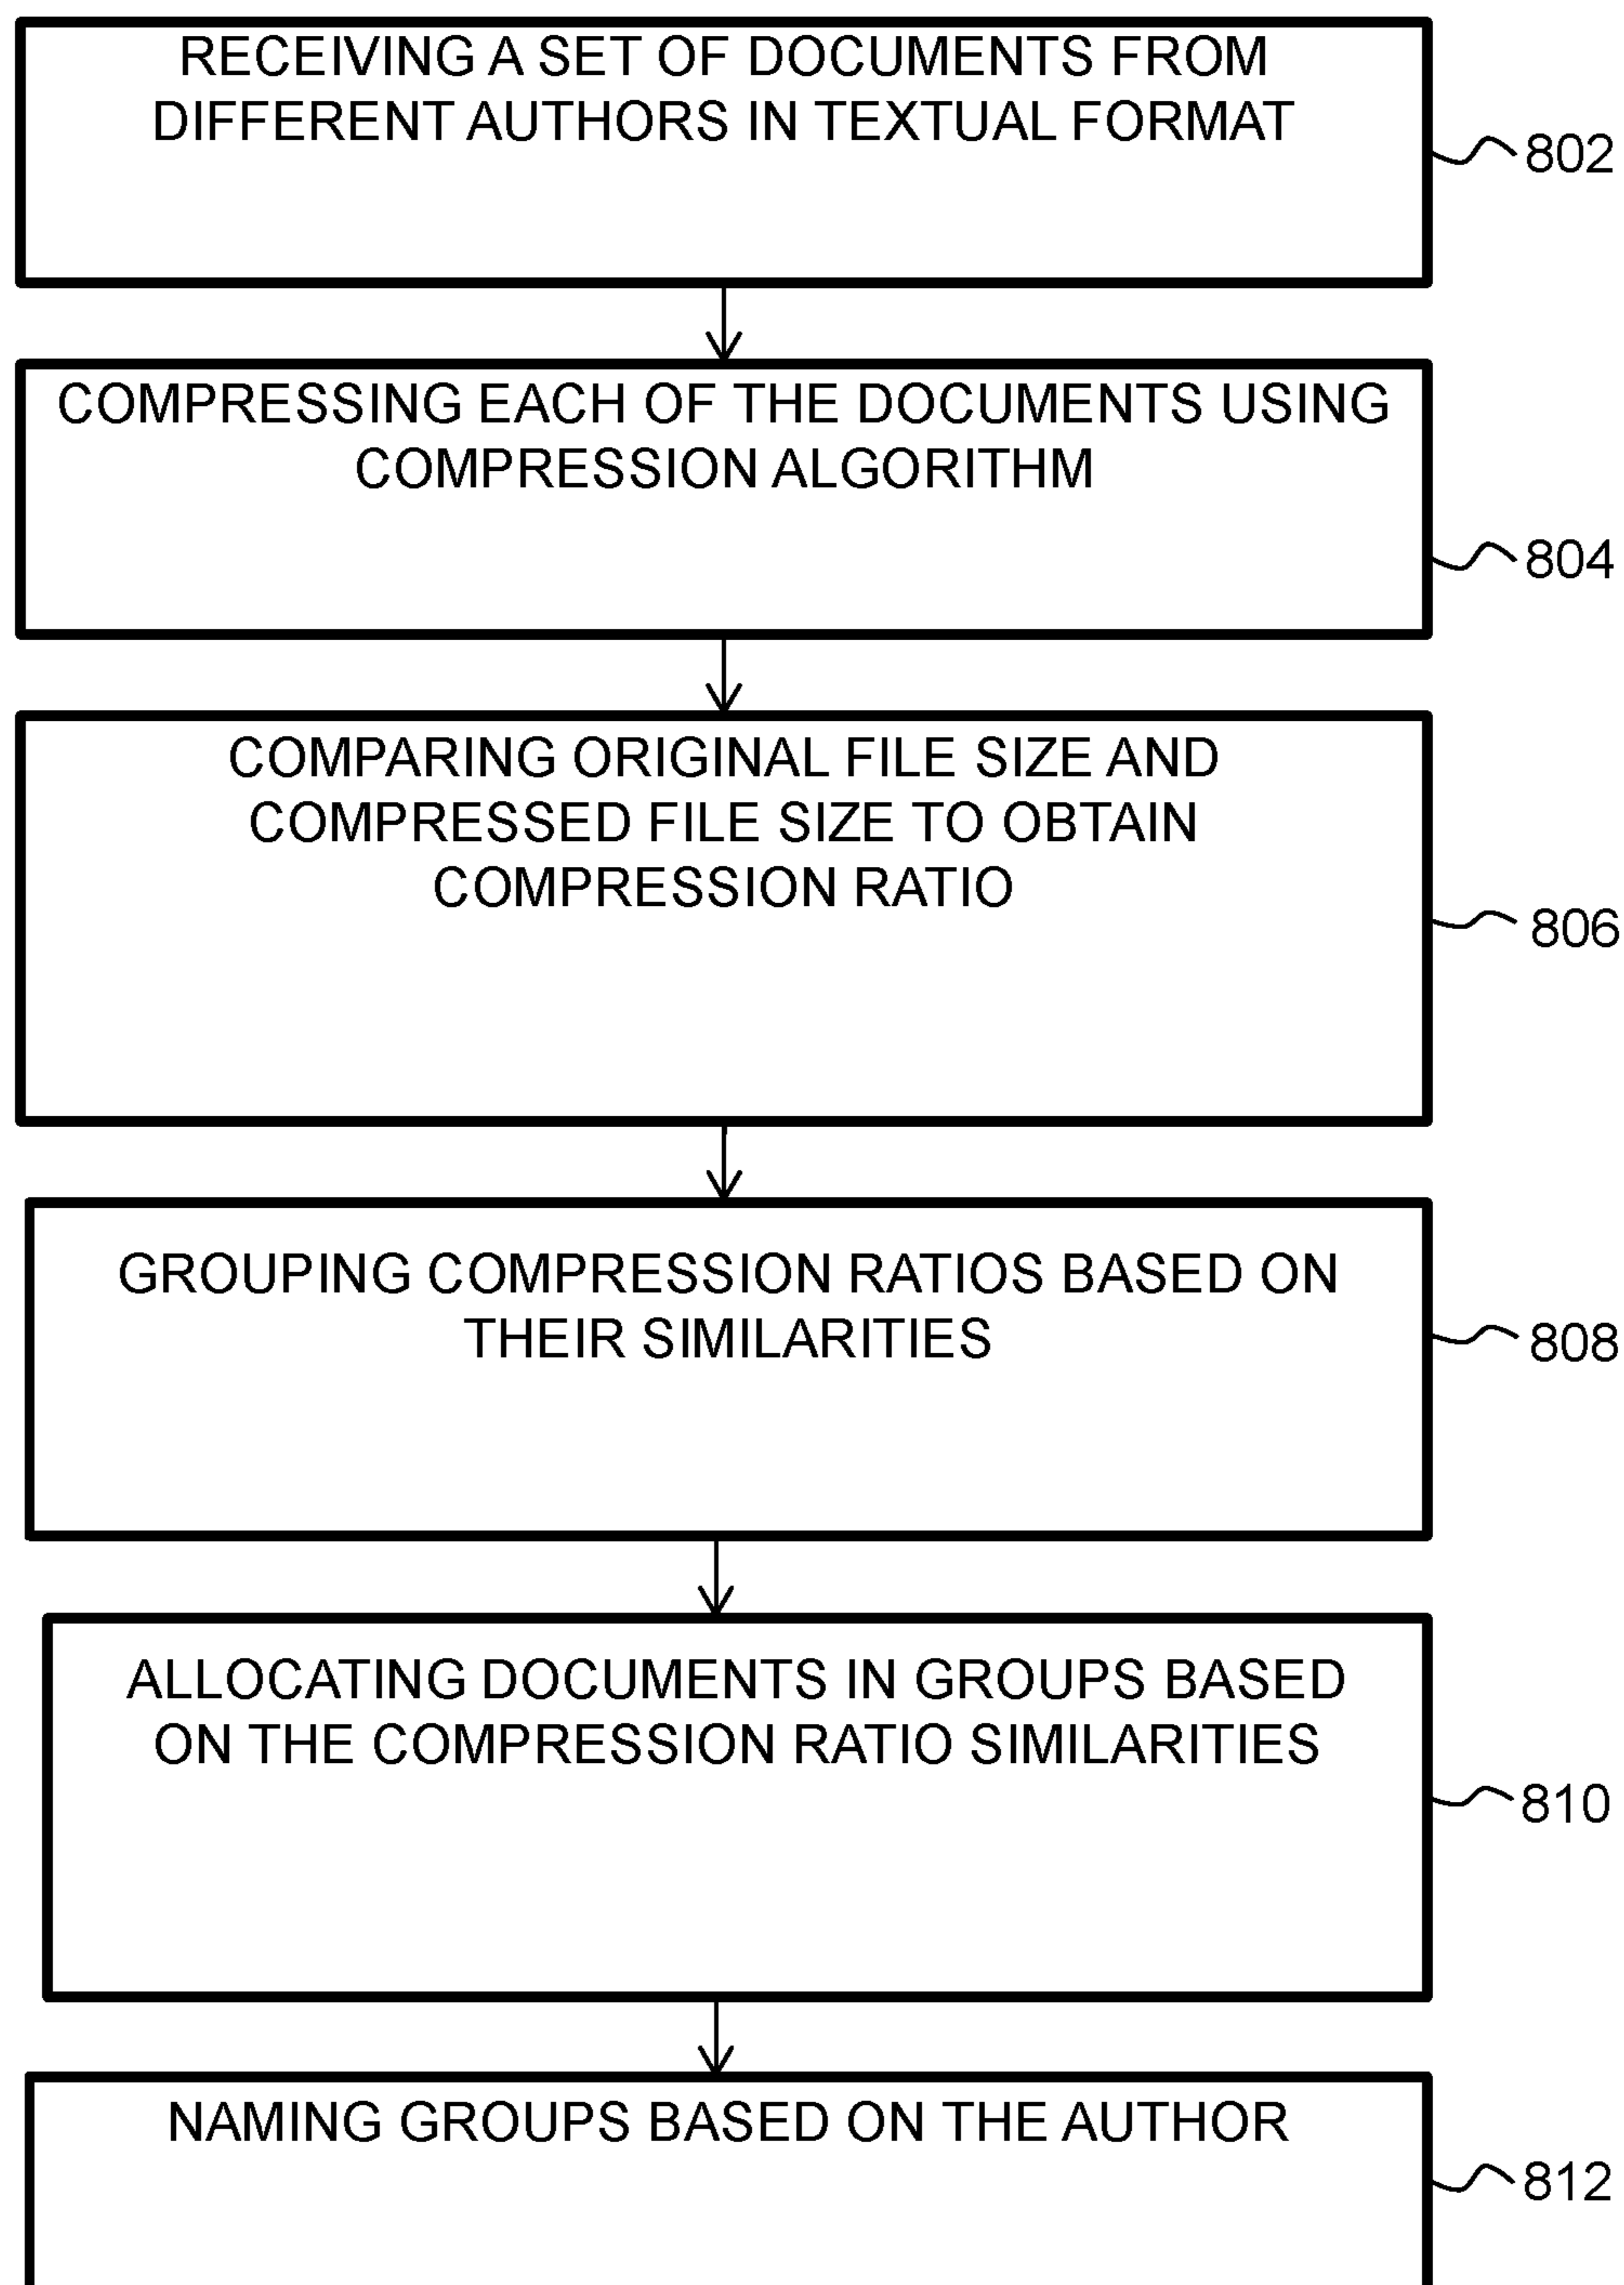 RECEIVING A SET OF DOCUMENTS FROM
DIFFERENT AUTHORS IN TEXTUAL FORMAT
802
COMPRESSING EACH OF THE DOCUMENTS USING
COMPRESSION ALGORITHM
804
COMPARING ORIGINAL FILE SIZE AND
COMPRESSED FILE SIZE TO OBTAIN
COMPRESSION RATIO
806
GROUPING COMPRESSION RATIOS BASED ON
THEIR SIMILARITIES
808
ALLOCATING DOCUMENTS IN GROUPS BASED
ON THE COMPRESSION RATIO SIMILARITIES
810
NAMING GROUPS BASED ON THE AUTHOR
812